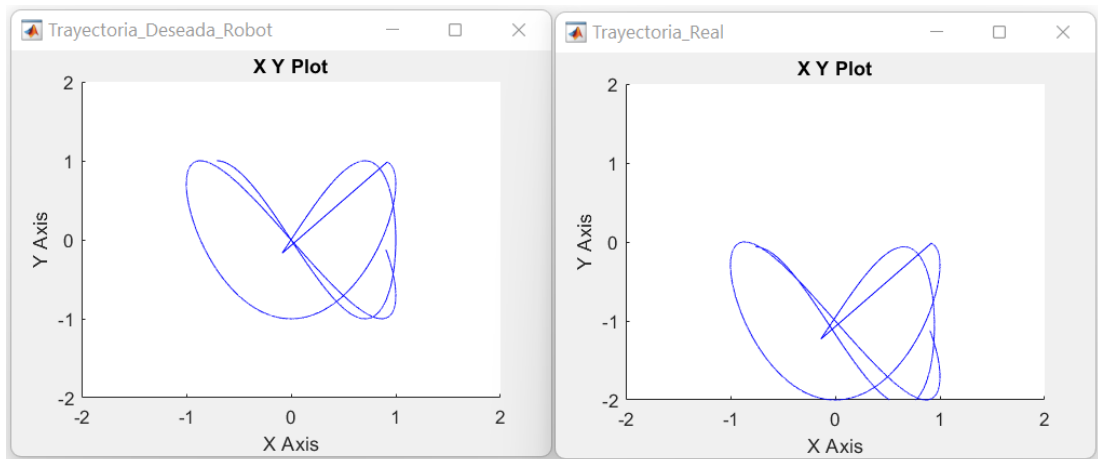 Trayectoria_Deseada_Robot
X Y Plot
2
1
0
-1
-2
Y Axis
-2 -1 0 1 2
X Axis
Trayectoria_Real
X Y Plot
2
1
0
-1
-2
Y Axis
-2 -1 0 1 2
X Axis